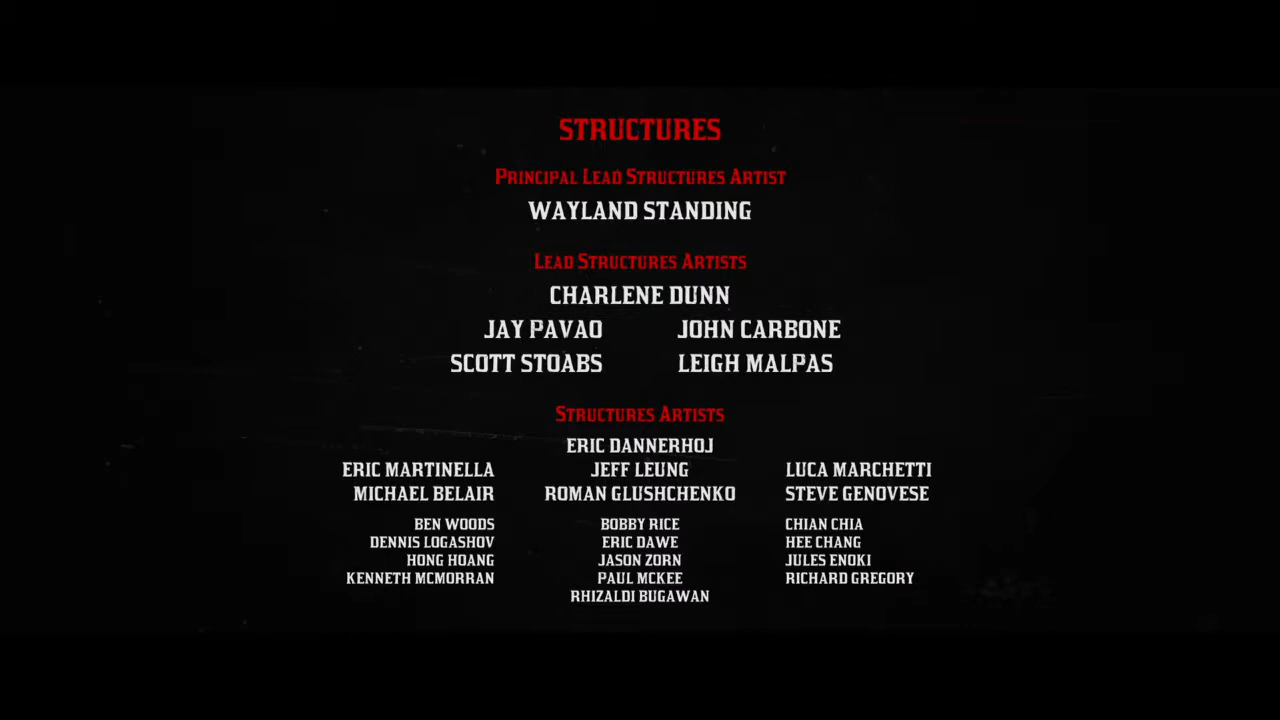 STRUCTURES
PRINCIPAL LEAD STRUCTURES ARTIST
WAYLAND STANDING
LEAD STRUCTURES ARTISTS
CHARLENE DUNN
JAY PAVAO JOHN CARBONE
SCOTT STOABS LEIGH MALPAS
STRUCTURES ARTISTS
ERIC DANNERHOJ
ERIC MARTINELLA JEFF LEUNG LUCA MARCHETTI
MICHAEL BELAIR ROMAN GLUSHCHENKO STEVE GENOVESE
BEN WOODS BOBBY RICE CHIAN CHIA
DENNIS LOGASHOV ERIC DAWE HEE CHANG
HONG HOANG JASON ZORN JULES ENOKI
KENNETH MCMORRAN PAUL MCKEE RICHARD GREGORY
RHIZALDI BUGAWAN